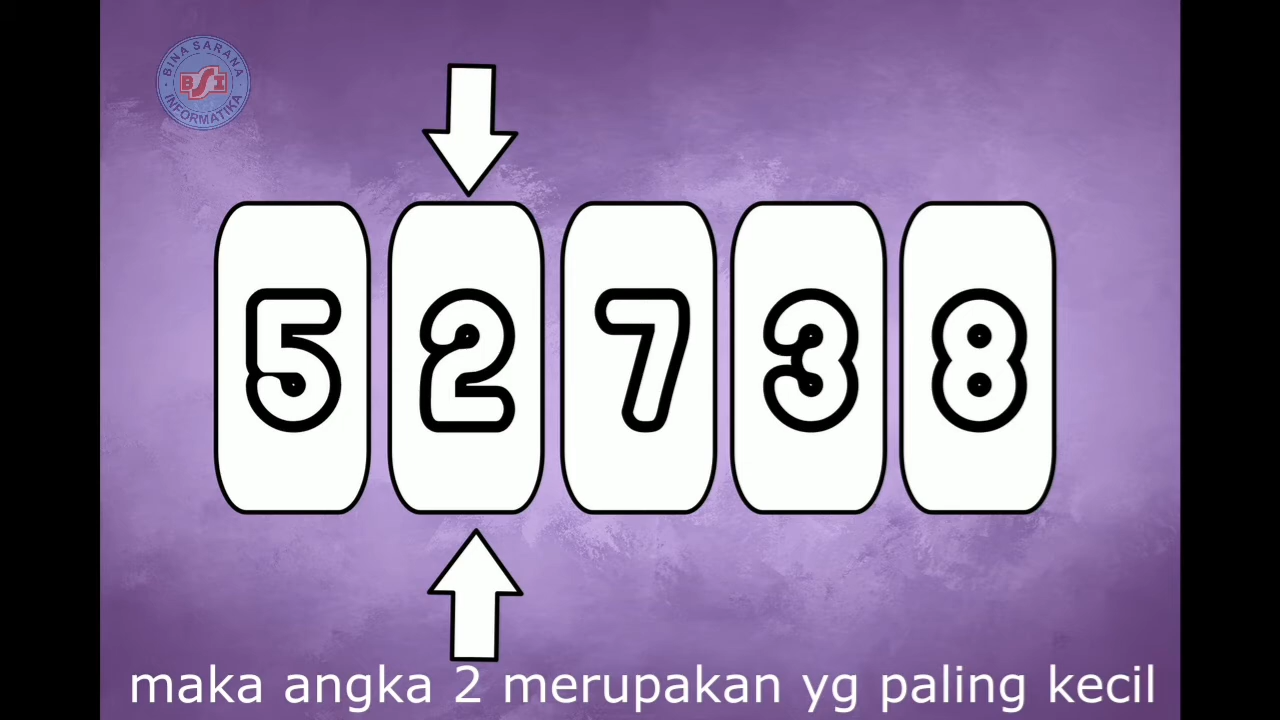 BINA SARANA
BSI
INFORMATIKA
5 2 7 3 8
maka angka 2 merupakan yg paling kecil